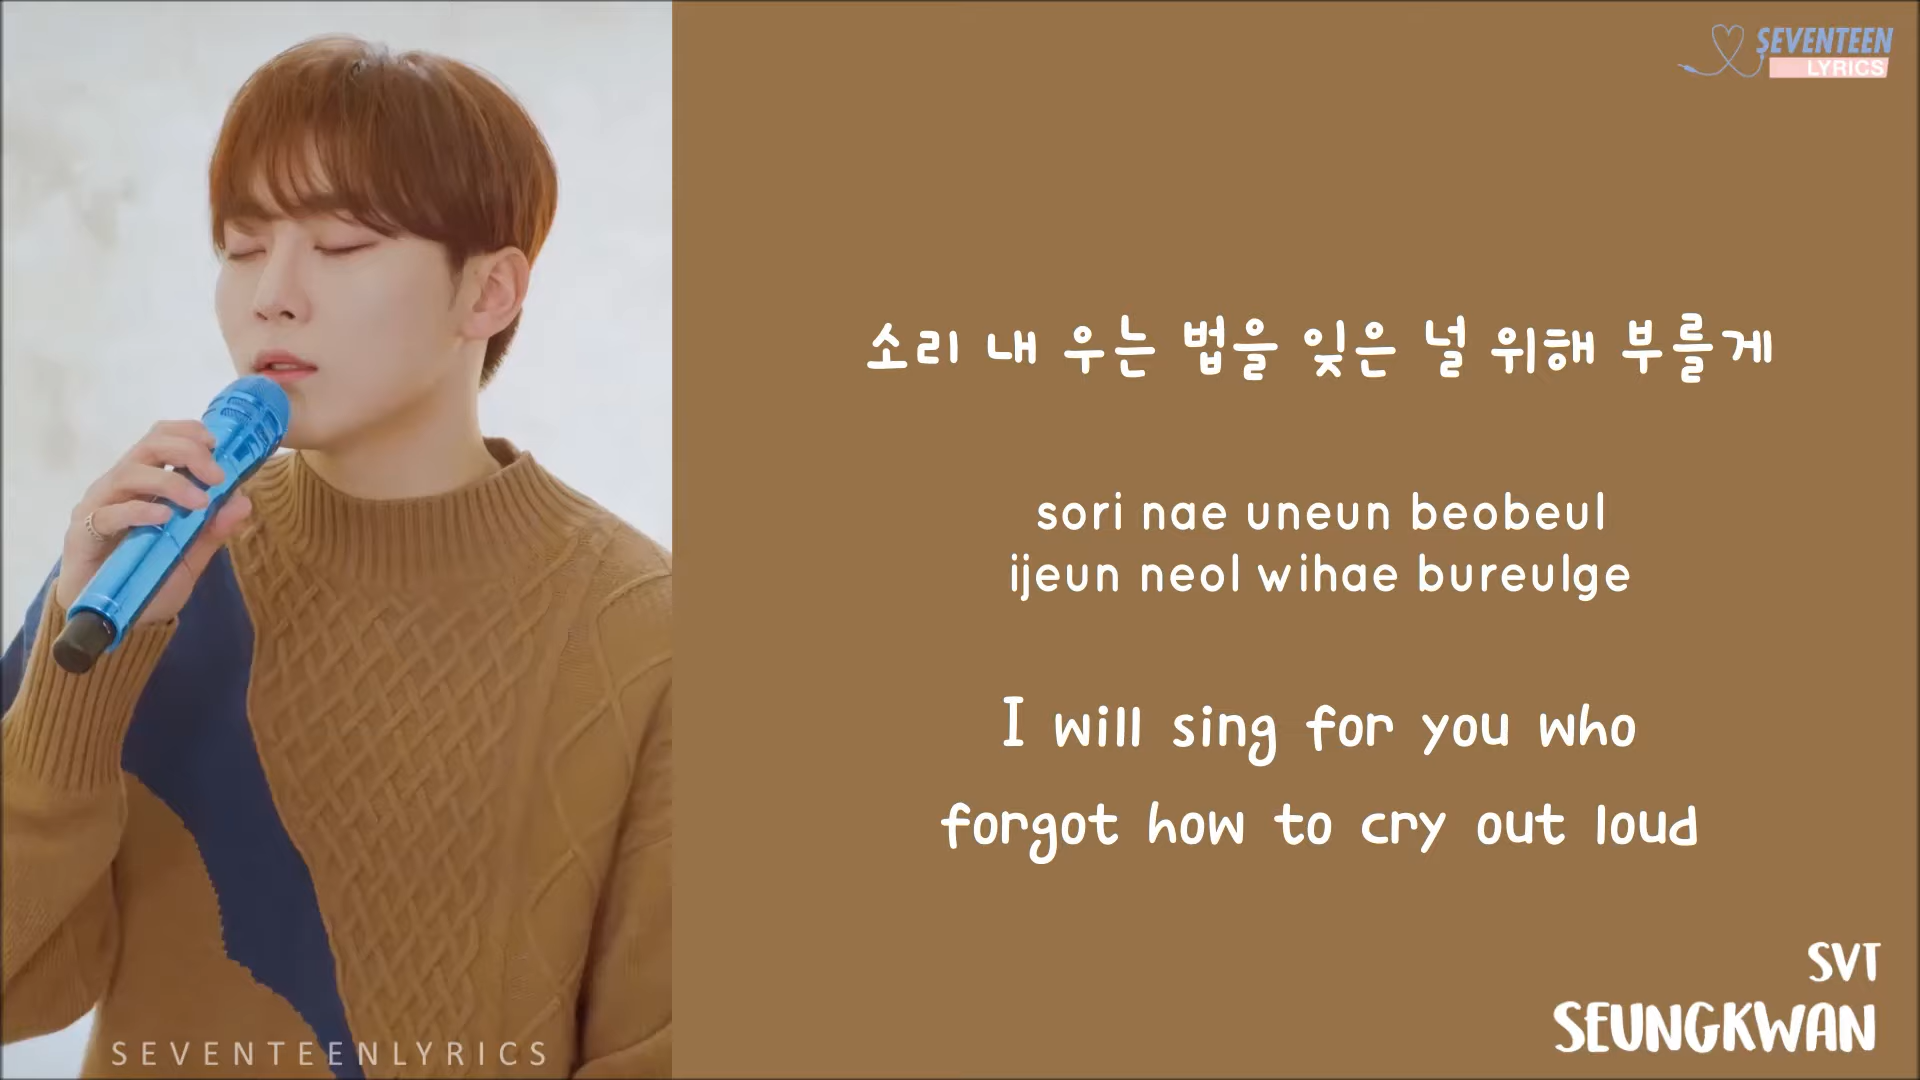 SEVENTEEN
LYRICS
소리 내 우는 법을 잊은 널 위해 부를게
sori nae uneun beobeul
ijeun neol wihae bureulge
I will sing for you who
forgot how to cry out loud
SVT
SEUNGKWAN
SEVENTEENLYRICS